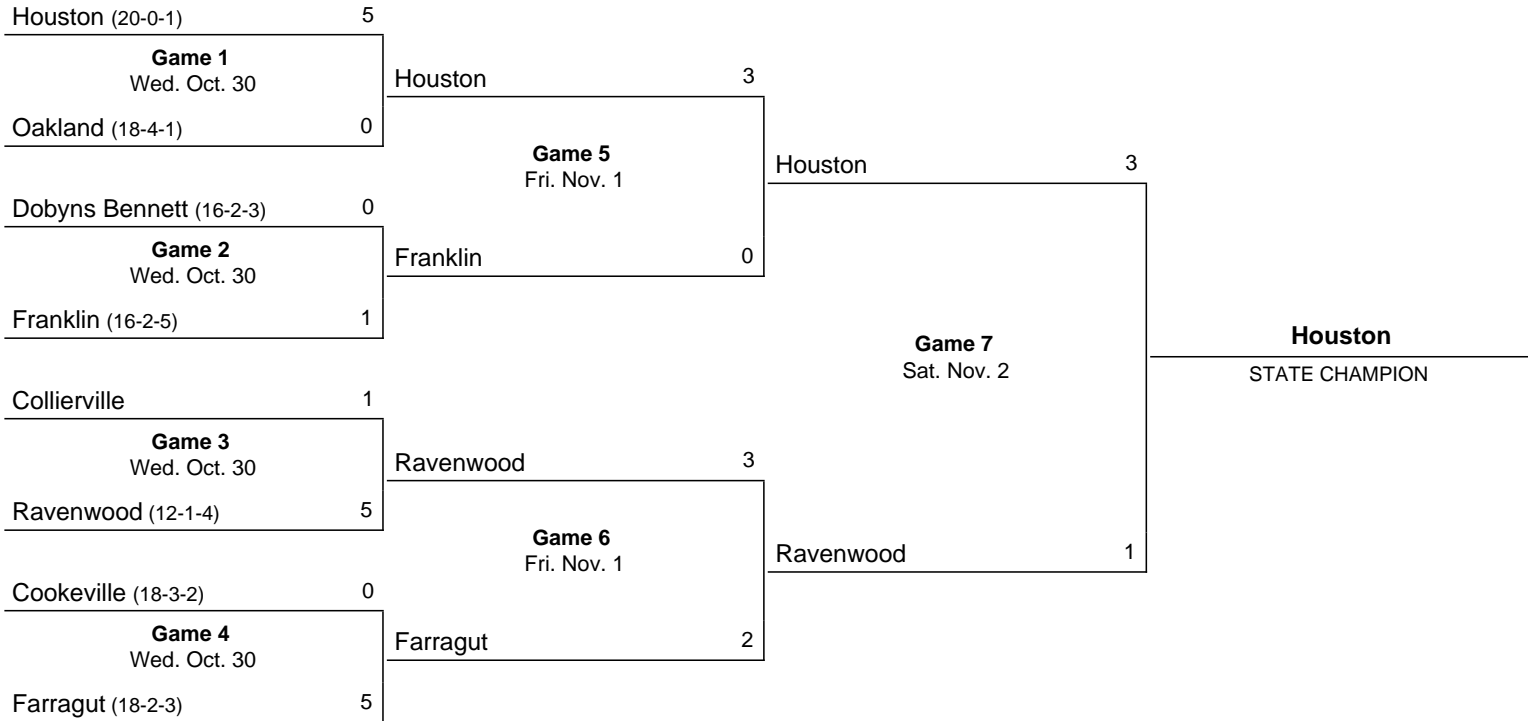 Houston (20-0-1) 5
Game 1
Wed. Oct. 30
Oakland (18-4-1) 0
Dobyns Bennett (16-2-3) 0
Game 2
Wed. Oct. 30
Franklin (16-2-5) 1
Collierville 1
Game 3
Wed. Oct. 30
Ravenwood (12-1-4) 5
Cookeville (18-3-2) 0
Game 4
Wed. Oct. 30
Farragut (18-2-3) 5
Houston 3
Game 5
Fri. Nov. 1
Franklin 0
Ravenwood 3
Game 6
Fri. Nov. 1
Farragut 2
Houston 3
Game 7
Sat. Nov. 2
Ravenwood 1
Houston
STATE CHAMPION